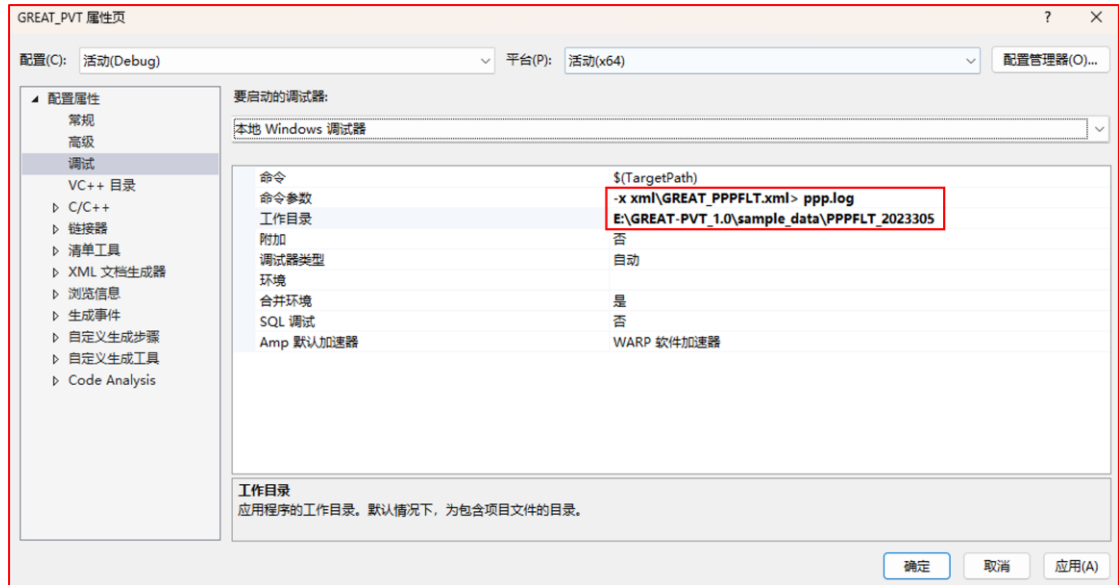 GREAT_PVT 属性页
?
配置(C): 活动(Debug) 平台(P): 活动(x64) 配置管理器(O)...
配置属性
常规
高级
调试
VC++ 目录
C/C++
链接器
清单工具
XML 文档生成器
浏览信息
生成事件
自定义生成步骤
自定义生成工具
Code Analysis
要启动的调试器:
本地 Windows 调试器
命令 $(TargetPath)
命令参数 -x xml\GREAT_PPPFLT.xml> ppp.log
工作目录 E:\GREAT-PVT_1.0\sample_data\PPPFLT_2023305
附加 否
调试器类型 自动
环境
合并环境 是
SQL 调试 否
Amp 默认加速器 WARP 软件加速器
工作目录
应用程序的工作目录。默认情况下，为包含项目文件的目录。
确定 取消 应用(A)